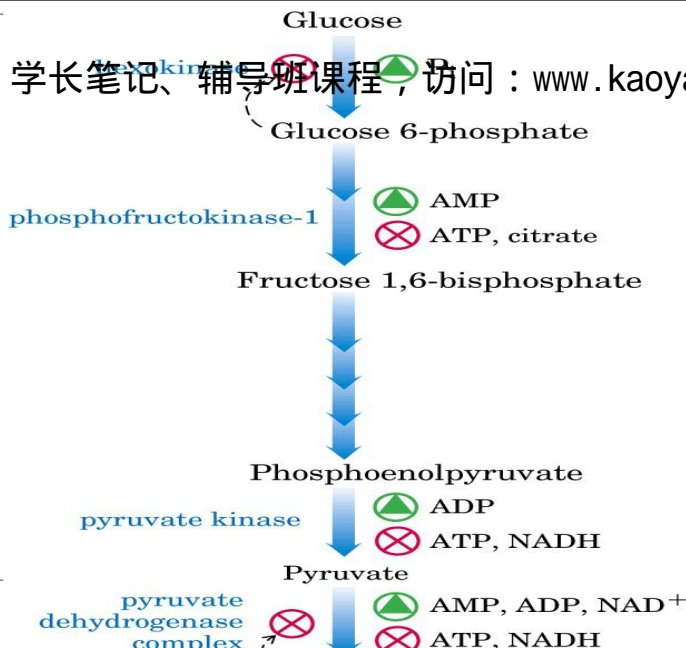 Glucose
hexokinase Pi
学长笔记、辅导班课程，访问：www.kaoya
Glucose 6-phosphate
AMP
phosphofructokinase-1
ATP, citrate
Fructose 1,6-bisphosphate
Phosphoenolpyruvate
ADP
pyruvate kinase
ATP, NADH
Pyruvate
pyruvate
AMP, ADP, NAD⁺
dehydrogenase
complex
ATP, NADH